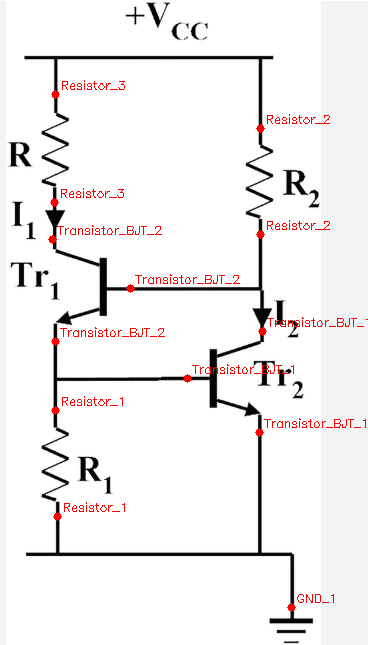 +VCC
Resistor_3
Resistor_2
R
Resistor_3
R2
I1
Transistor_BJT_2
Resistor_2
Tr1
Transistor_BJT_2
I2
Transistor_BJT_1
Transistor_BJT_2
Transistor_BJT_1
Tr2
Resistor_1
Transistor_BJT_1
R1
Resistor_1
GND_1